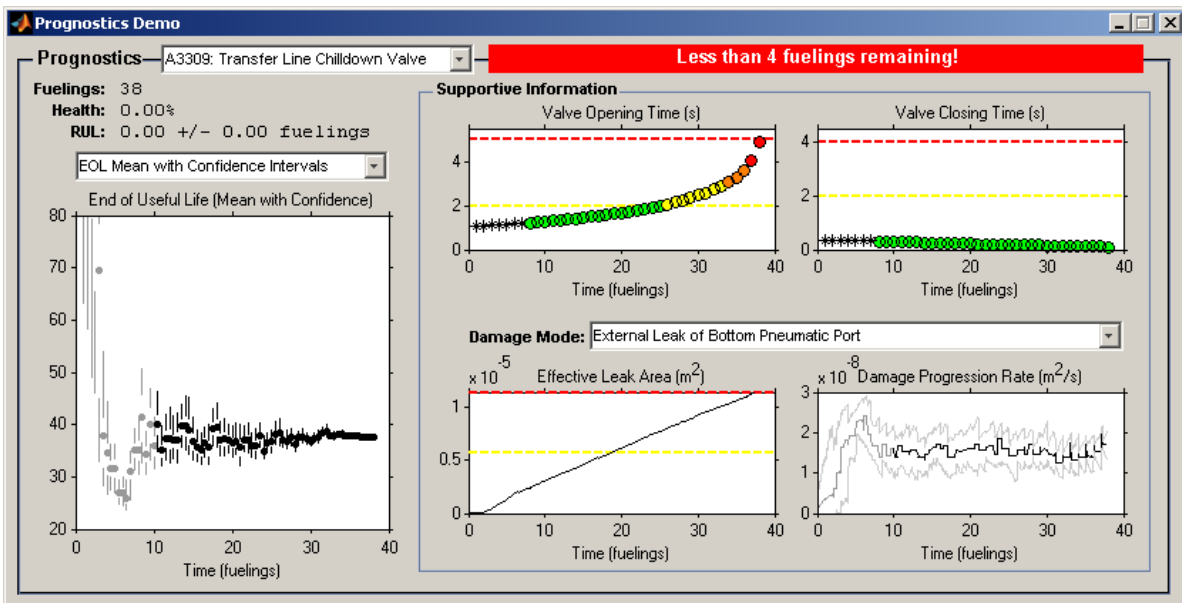 Prognostics Demo
Prognostics A3309: Transfer Line Chilldown Valve
Less than 4 fuelings remaining!
Fuelings: 38
Health: 0.00%
RUL: 0.00 +/- 0.00 fuelings
EOL Mean with Confidence Intervals
End of Useful Life (Mean with Confidence)
80
70
60
50
40
30
20
0 10 20 30 40
Time (fuelings)
Supportive Information
Valve Opening Time (s)
4
2
0
0 10 20 30 40
Time (fuelings)
Valve Closing Time (s)
4
2
0
0 10 20 30 40
Time (fuelings)
Damage Mode: External Leak of Bottom Pneumatic Port
x 10^-5 Effective Leak Area (m^2)
1
0.5
0
0 10 20 30 40
Time (fuelings)
x 10^-8 Damage Progression Rate (m^2/s)
3
2
1
0
0 10 20 30 40
Time (fuelings)